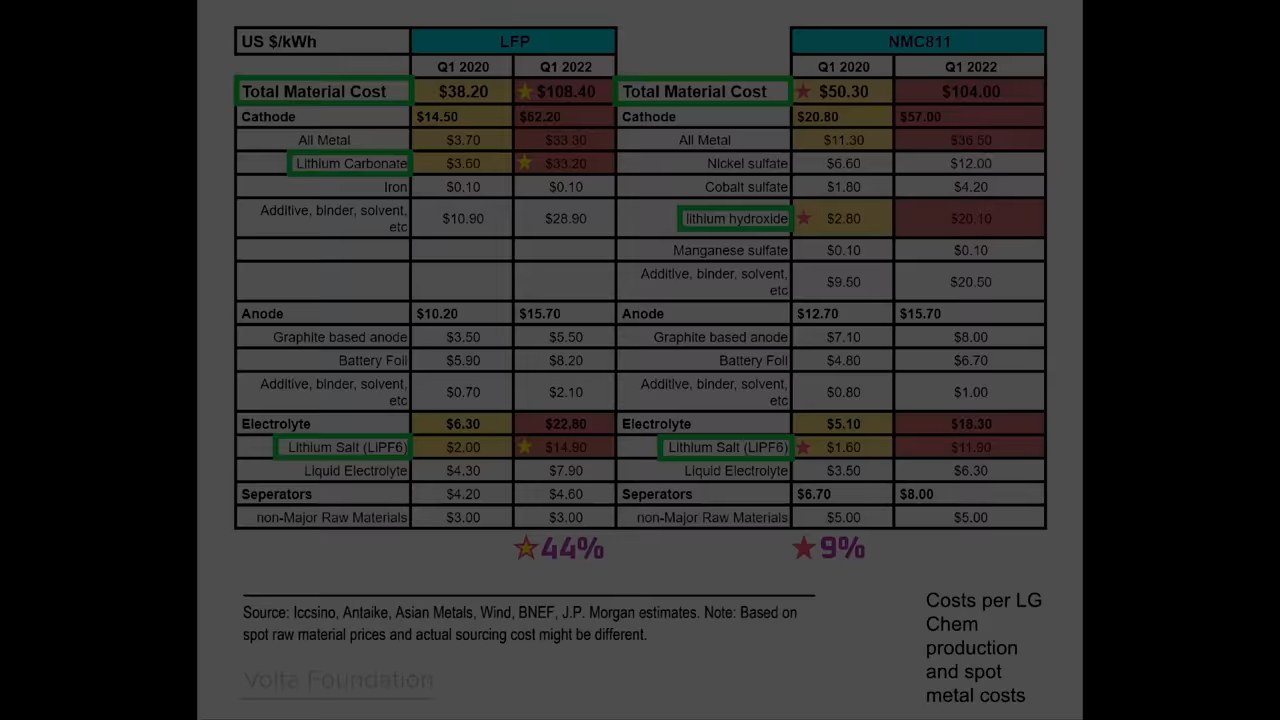 US $/kWh LFP NMC811
Q1 2020 Q1 2022 Q1 2020 Q1 2022
Total Material Cost $38.20 $108.40 Total Material Cost $50.30 $104.00
Cathode $14.50 $62.20 Cathode $20.80 $57.00
All Metal $3.70 $33.30 All Metal $11.30 $36.50
Lithium Carbonate $3.60 $33.20 Nickel sulfate $6.60 $12.00
Iron $0.10 $0.10 Cobalt sulfate $1.80 $4.20
Additive, binder, solvent,
etc $10.90 $28.90 lithium hydroxide $2.80 $20.10
Manganese sulfate $0.10 $0.10
Additive, binder, solvent,
etc $9.50 $20.50
Anode $10.20 $15.70 Anode $12.70 $15.70
Graphite based anode $3.50 $5.50 Graphite based anode $7.10 $8.00
Battery Foil $5.90 $8.20 Battery Foil $4.80 $6.70
Additive, binder, solvent, Additive, binder, solvent,
etc $0.70 $2.10 etc $0.80 $1.00
Electrolyte $6.30 $22.80 Electrolyte $5.10 $18.30
Lithium Salt (LiPF6) $2.00 $14.90 Lithium Salt (LiPF6) $1.60 $11.90
Liquid Electrolyte $4.30 $7.90 Liquid Electrolyte $3.50 $6.30
Seperators $4.20 $4.60 Seperators $6.70 $8.00
non-Major Raw Materials $3.00 $3.00 non-Major Raw Materials $5.00 $5.00
44% 9%
Source: Iccsino, Antaike, Asian Metals, Wind, BNEF, J.P. Morgan estimates. Note: Based on
spot raw material prices and actual sourcing cost might be different.
Volta Foundation
Costs per LG
Chem
production
and spot
metal costs